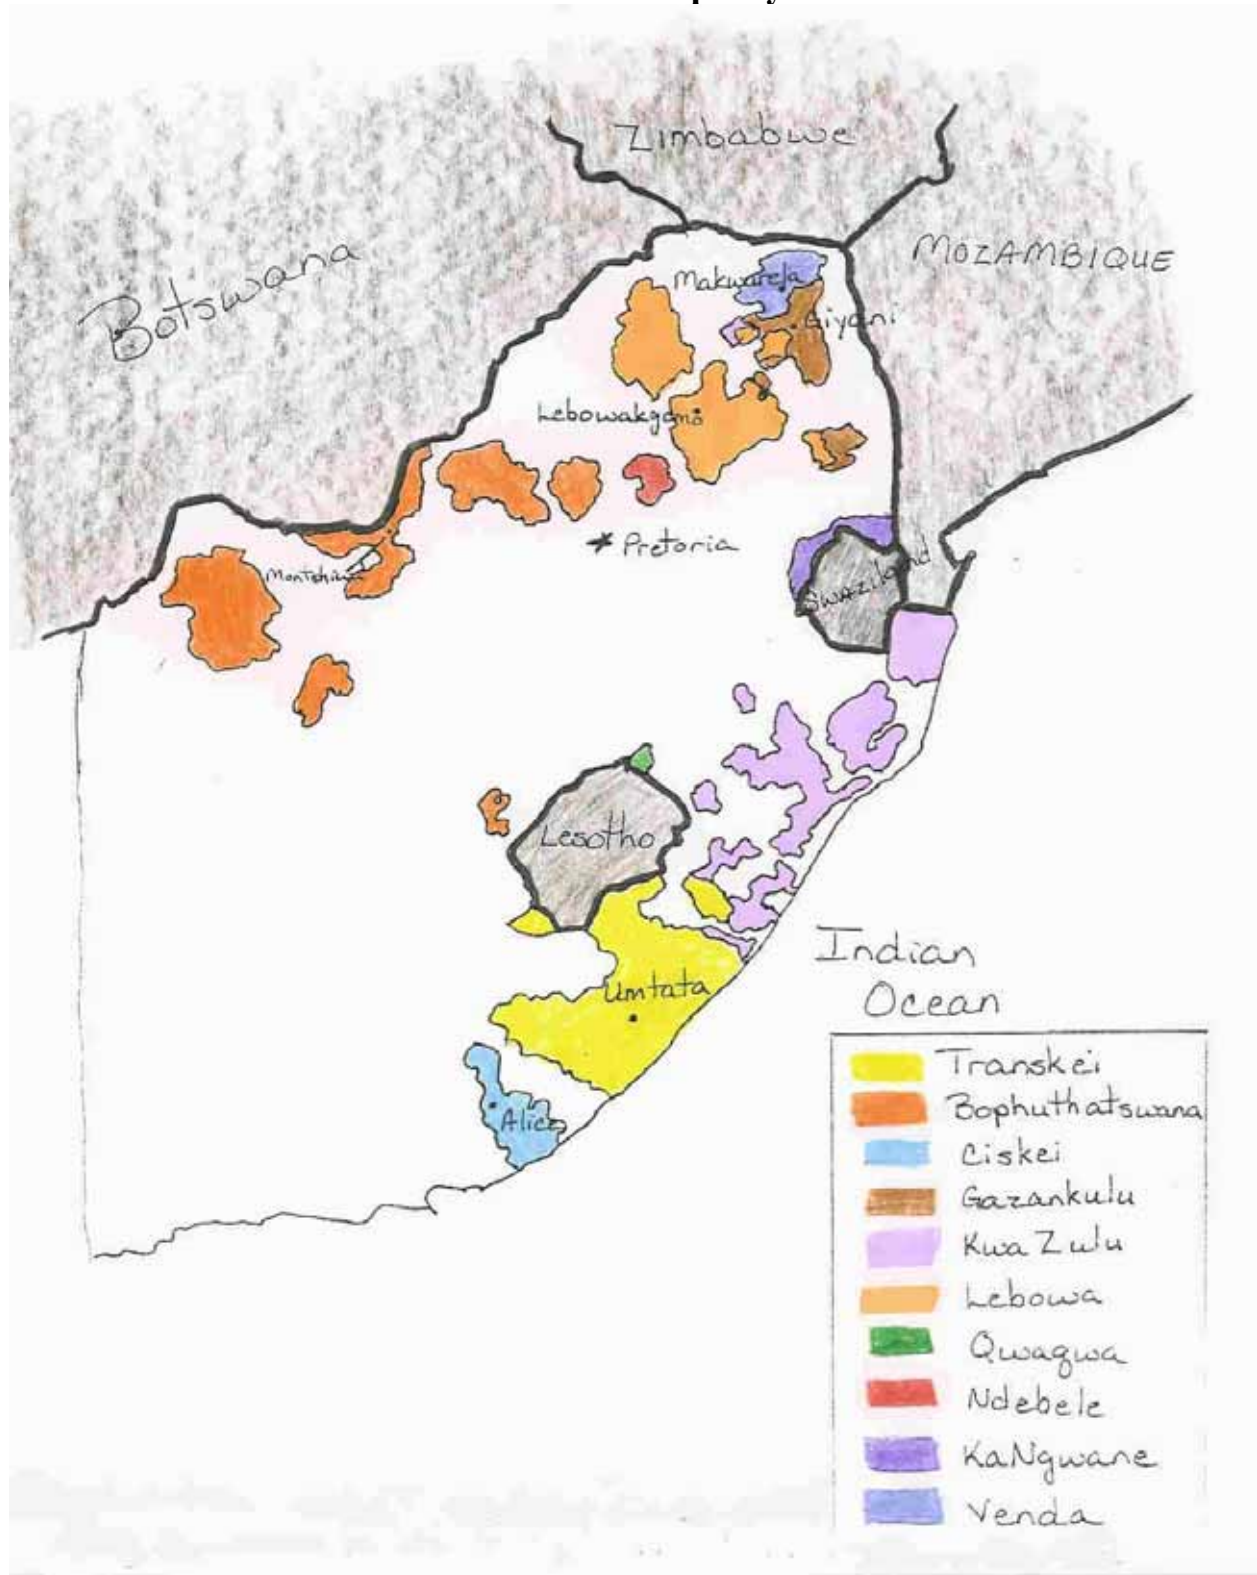 Zimbabwe
Botswana
MOZAMBIQUE
Makwarela
Giyani
Lebowakgomo
Pretoria
Swaziland
Lesotho
Indian
Ocean
Umtata
Alice
Transkei
Bophuthatswana
Ciskei
Gazankulu
KwaZulu
Lebowa
Qwaqwa
Ndebele
KaNgwane
Venda